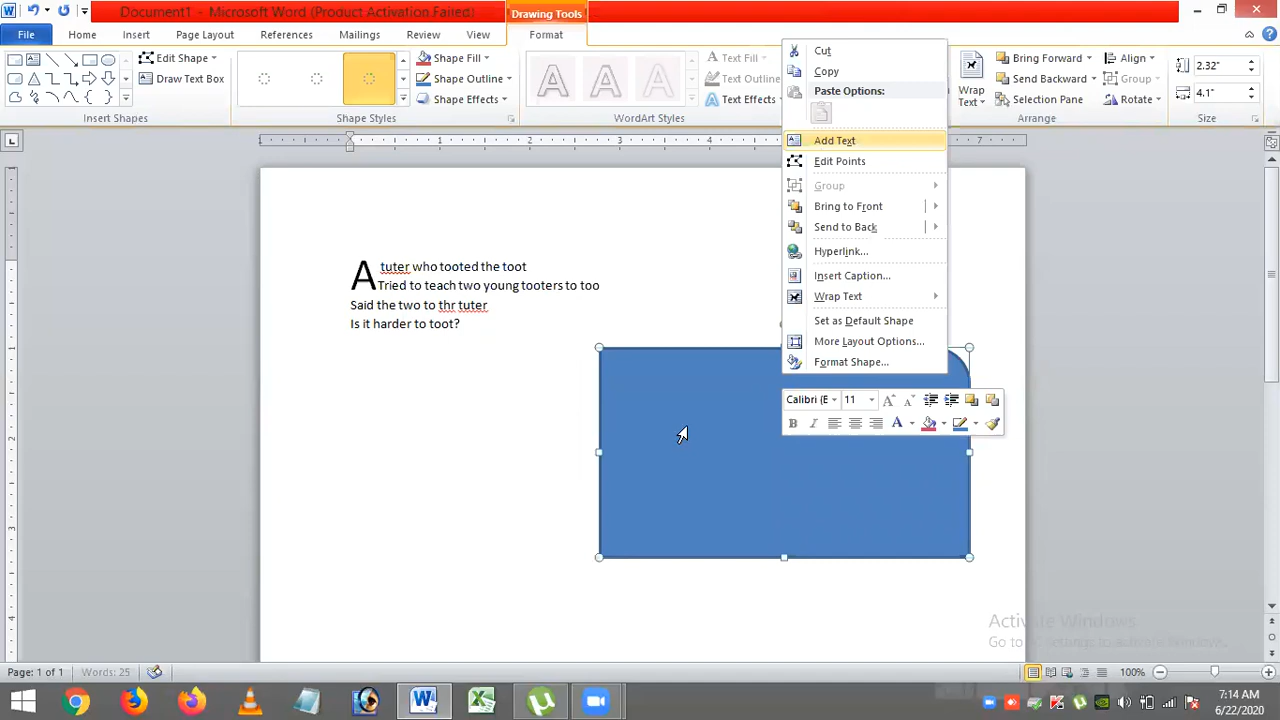 Document1 - Microsoft Word (Product Activation Failed)
Drawing Tools
File Home Insert Page Layout References Mailings Review View Format
Edit Shape
Draw Text Box
Insert Shapes
Shape Fill
Shape Outline
Shape Effects
Shape Styles
A A A
Text Fill
Text Outline
Text Effects
WordArt Styles
Wrap
Text
Bring Forward
Send Backward
Selection Pane
Align
Group
Rotate
Arrange
2.32"
4.1"
Size
Cut
Copy
Paste Options:
Add Text
Edit Points
Group
Bring to Front
Send to Back
Hyperlink...
Insert Caption...
Wrap Text
Set as Default Shape
More Layout Options...
Format Shape...
Calibri (E 11
B I
A tuter who tooted the toot
Tried to teach two young tooters to too
Said the two to thr tuter
Is it harder to toot?
Activate Windows
Page: 1 of 1 Words: 25 100%
7:14 AM
6/22/2020